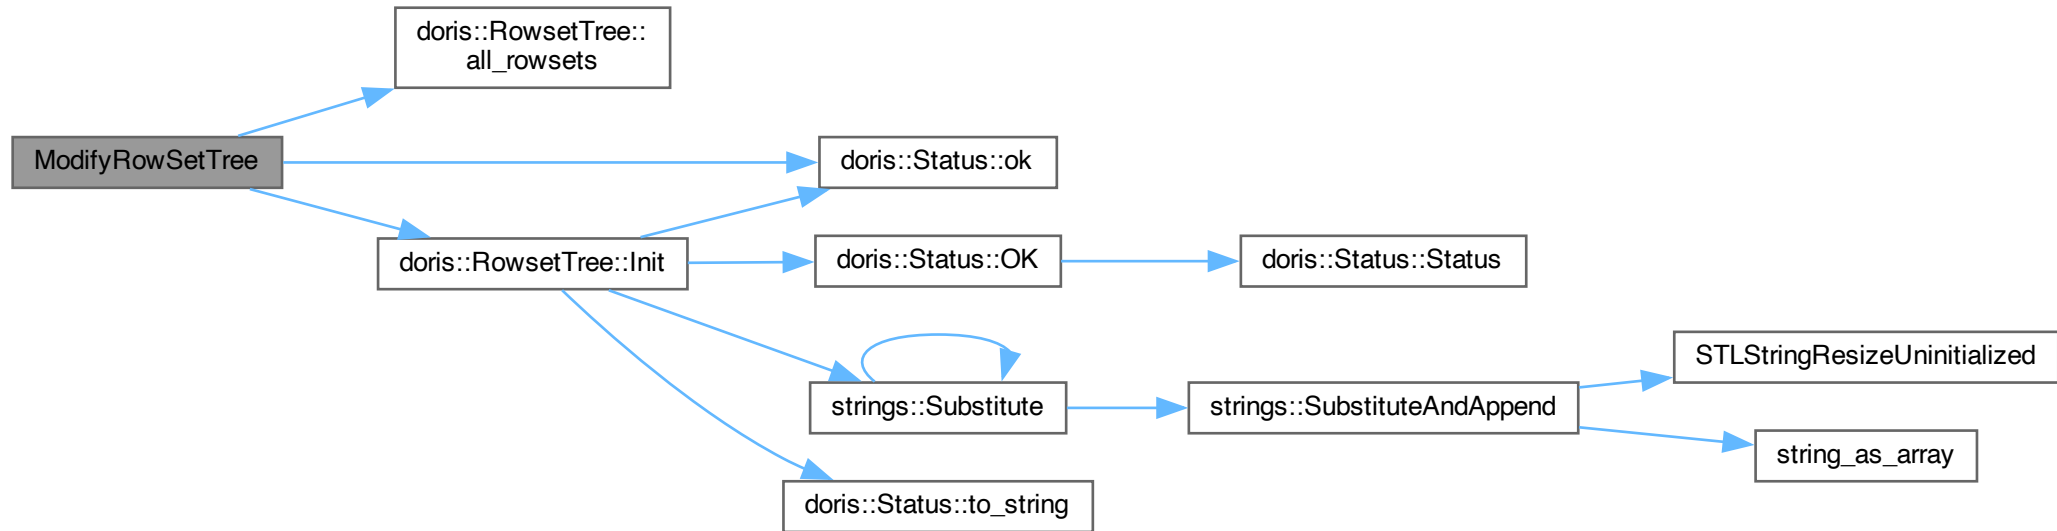 doris::RowsetTree::
all_rowsets
ModifyRowSetTree
doris::Status::ok
doris::RowsetTree::Init
doris::Status::OK
doris::Status::Status
STLStringResizeUninitialized
strings::Substitute
strings::SubstituteAndAppend
string_as_array
doris::Status::to_string